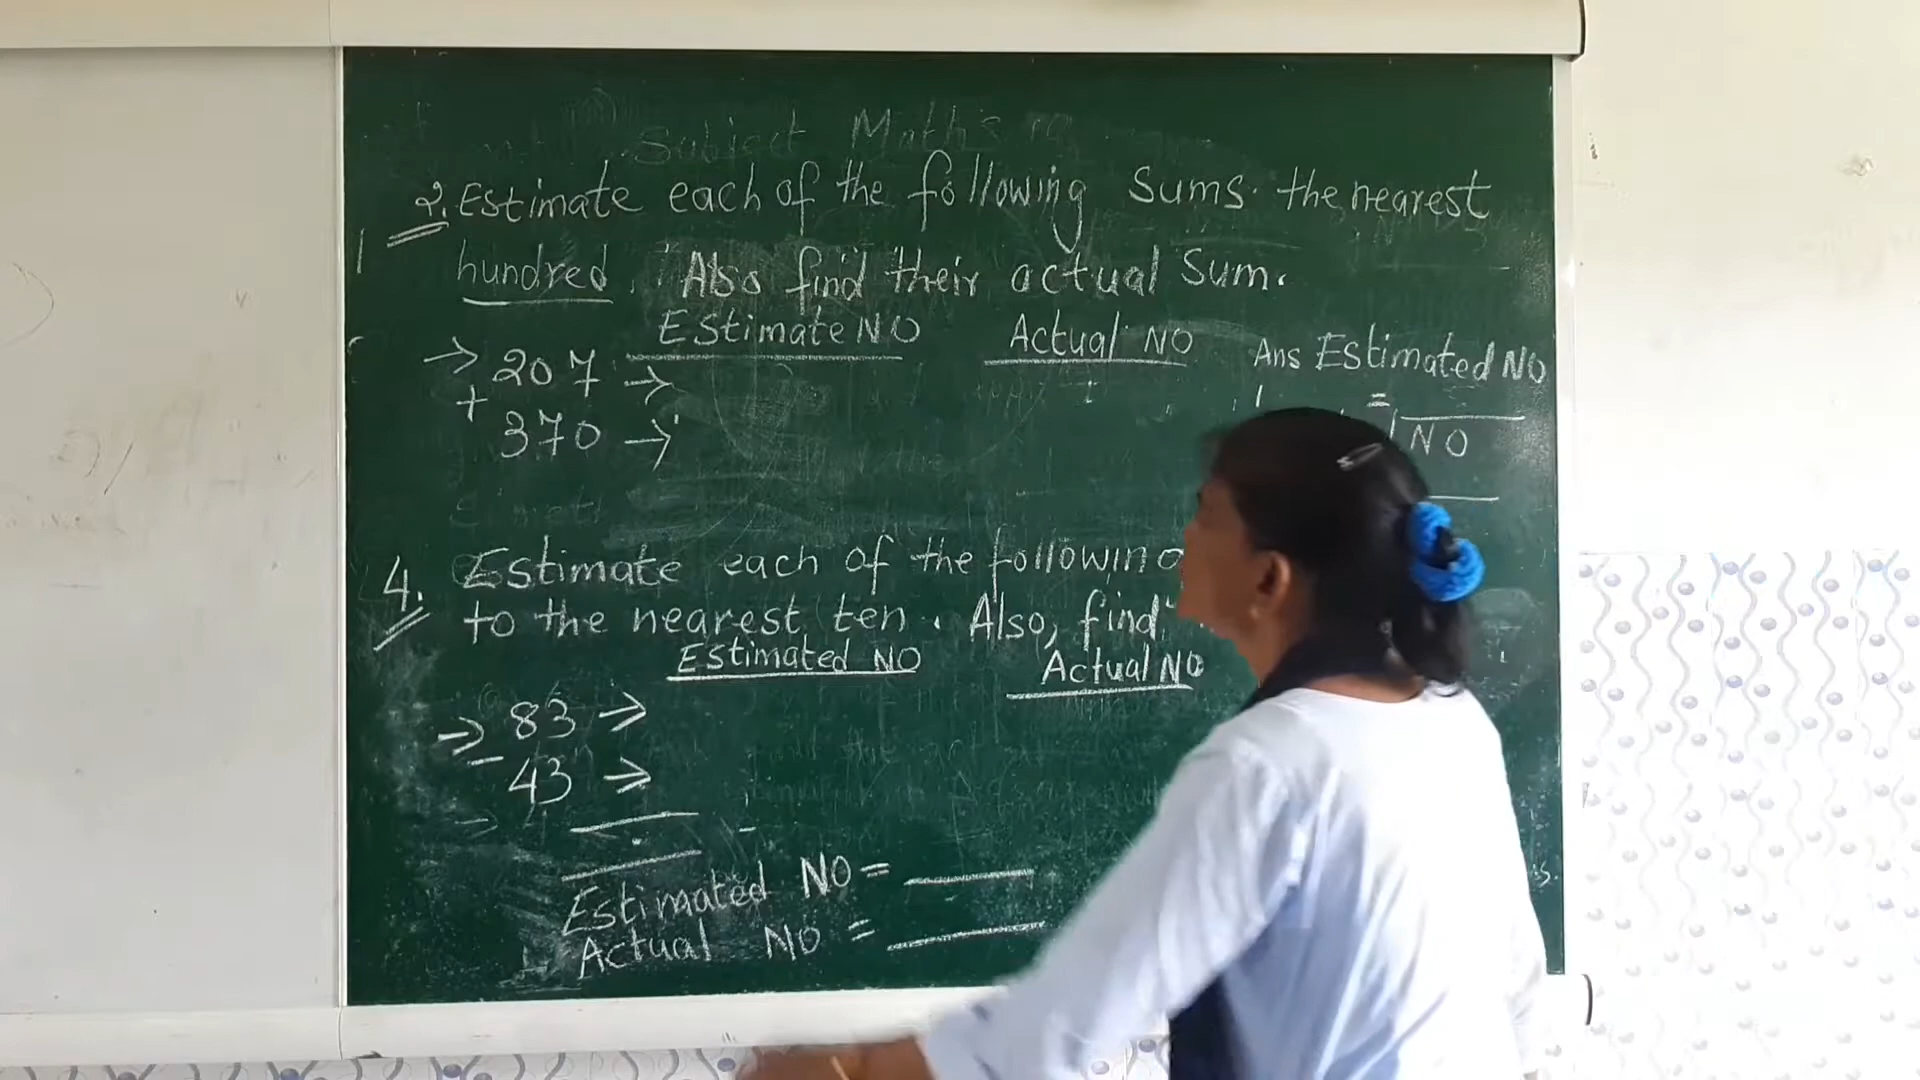 Subject Maths
2. Estimate each of the following Sums. the nearest
hundred. Also find their actual Sum.
Estimate NO Actual NO Ans Estimated NO
→ 207 → =
+
370 → NO
4. Estimate each of the following
to the nearest ten. Also, find
Estimated NO Actual NO
→ 83 →
-
43 →
Estimated NO =
Actual NO =